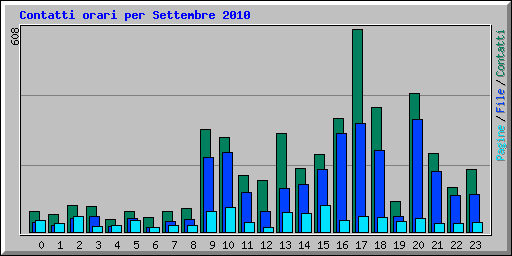 Contatti orari per Settembre 2010
608
Pagine / File / Contatti
0 1 2 3 4 5 6 7 8 9 10 11 12 13 14 15 16 17 18 19 20 21 22 23